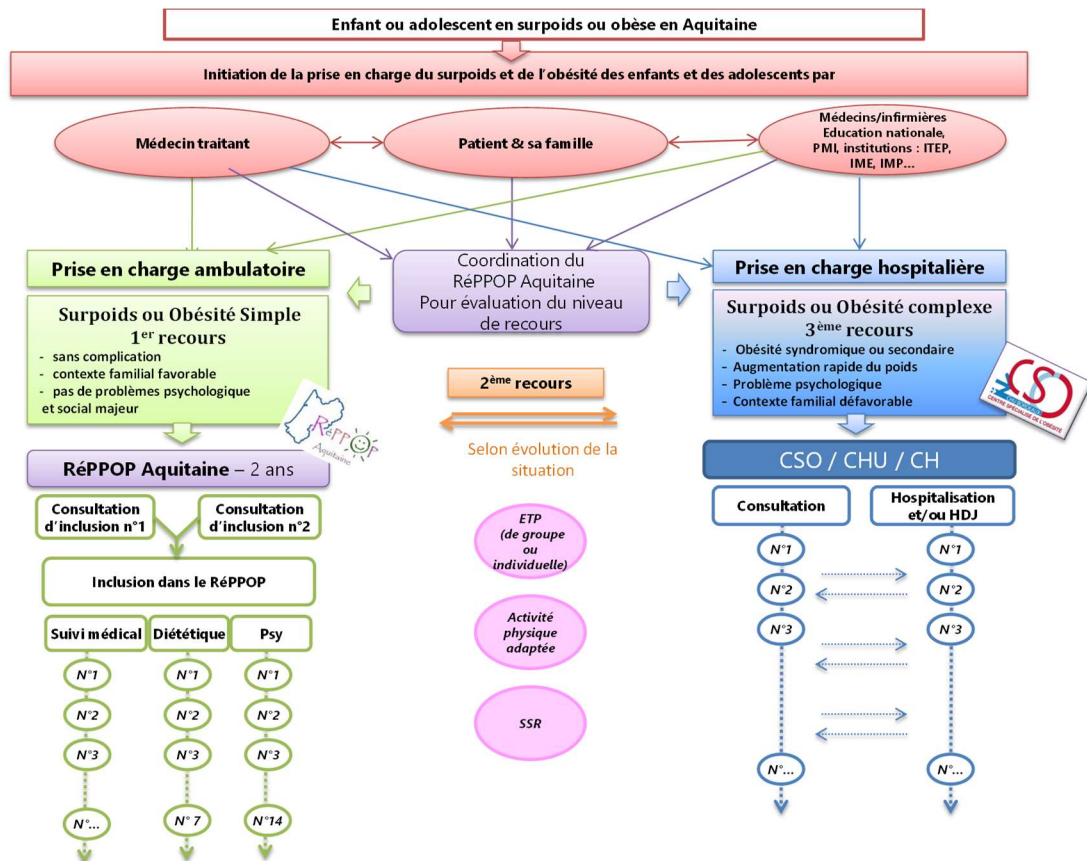 Enfant ou adolescent en surpoids ou obèse en Aquitaine
Initiation de la prise en charge du surpoids et de l'obésité des enfants et des adolescents par
Médecin traitant
Patient & sa famille
Médecins/infirmières
Education nationale,
PMI, institutions : ITEP,
IME, IMP...
Prise en charge ambulatoire
Coordination du
RéPPOP Aquitaine
Pour évaluation du niveau
de recours
Prise en charge hospitalière
Surpoids ou Obésité Simple
1er recours
- sans complication
- contexte familial favorable
- pas de problèmes psychologique
et social majeur
RéPPOP
Aquitaine
2ème recours
Selon évolution de la
situation
Surpoids ou Obésité complexe
3ème recours
- Obésité syndromique ou secondaire
- Augmentation rapide du poids
- Problème psychologique
- Contexte familial défavorable
CSO
CENTRE SPÉCIALISÉ DE L'OBÉSITÉ
RéPPOP Aquitaine – 2 ans
Consultation
d'inclusion n°1
Consultation
d'inclusion n°2
Inclusion dans le RéPPOP
Suivi médical
Diététique
Psy
N°1
N°1
N°1
N°2
N°2
N°2
N°3
N°3
N°3
N°...
N° 7
N°14
ETP
(de groupe
ou
individuelle)
Activité
physique
adaptée
SSR
CSO / CHU / CH
Consultation
Hospitalisation
et/ou HDJ
N°1
N°1
N°2
N°2
N°3
N°3
N°...
N°...